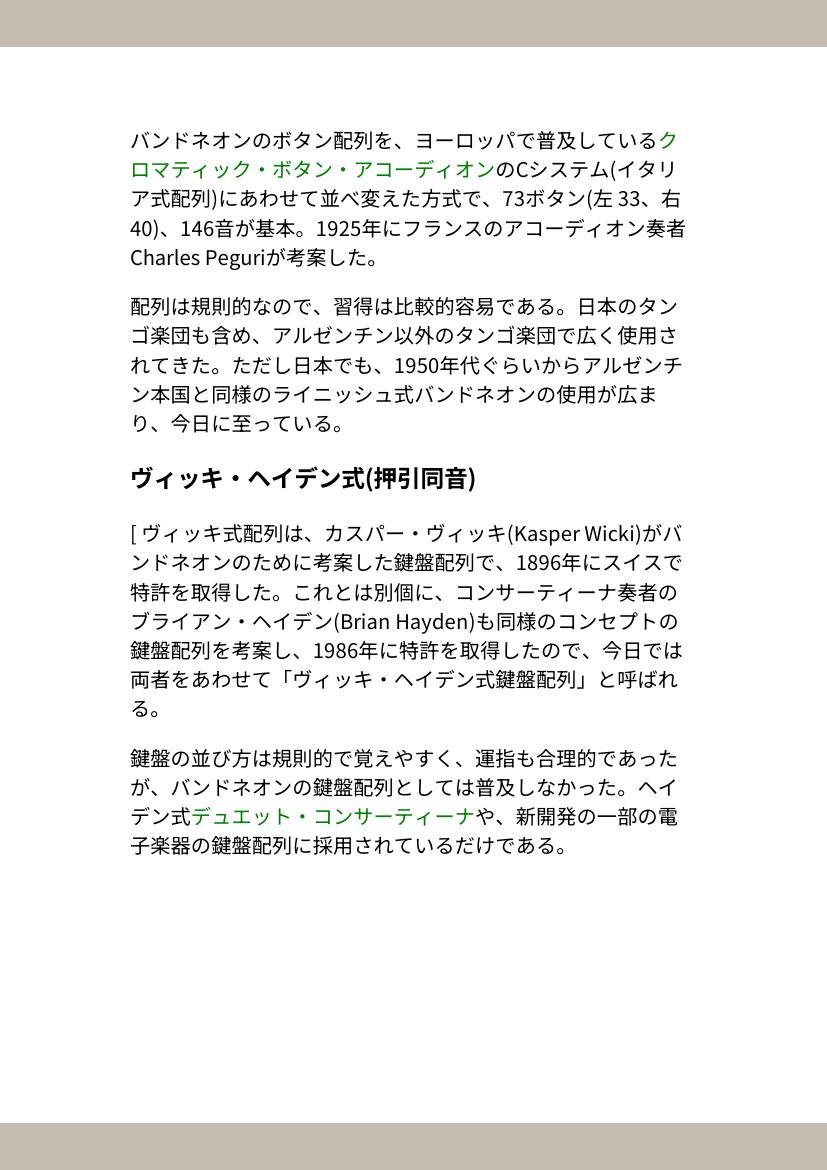 バンドネオンのボタン配列を、ヨーロッパで普及しているク
ロマティック・ボタン・アコーディオンのCシステム(イタリ
ア式配列)にあわせて並べ変えた方式で、73ボタン(左 33、右
40)、146音が基本。1925年にフランスのアコーディオン奏者
Charles Peguriが考案した。
配列は規則的なので、習得は比較的容易である。日本のタン
ゴ楽団も含め、アルゼンチン以外のタンゴ楽団で広く使用さ
れてきた。ただし日本でも、1950年代ぐらいからアルゼンチ
ン本国と同様のライニッシュ式バンドネオンの使用が広ま
り、今日に至っている。
ヴィッキ・ヘイデン式(押引同音)
[ ヴィッキ式配列は、カスパー・ヴィッキ(Kasper Wicki)がバ
ンドネオンのために考案した鍵盤配列で、1896年にスイスで
特許を取得した。これとは別個に、コンサーティーナ奏者の
ブライアン・ヘイデン(Brian Hayden)も同様のコンセプトの
鍵盤配列を考案し、1986年に特許を取得したので、今日では
両者をあわせて「ヴィッキ・ヘイデン式鍵盤配列」と呼ばれ
る。
鍵盤の並び方は規則的で覚えやすく、運指も合理的であった
が、バンドネオンの鍵盤配列としては普及しなかった。ヘイ
デン式デュエット・コンサーティーナや、新開発の一部の電
子楽器の鍵盤配列に採用されているだけである。